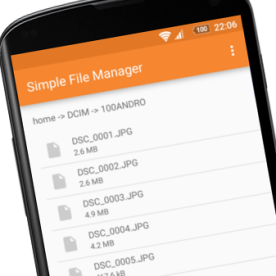 100 22:06
Simple File Manager
home -> DCIM -> 100ANDRO
DSC_0001.JPG
2.6 MB
DSC_0002.JPG
2.6 MB
DSC_0003.JPG
4.9 MB
DSC_0004.JPG
4.2 MB
DSC_0005.JPG